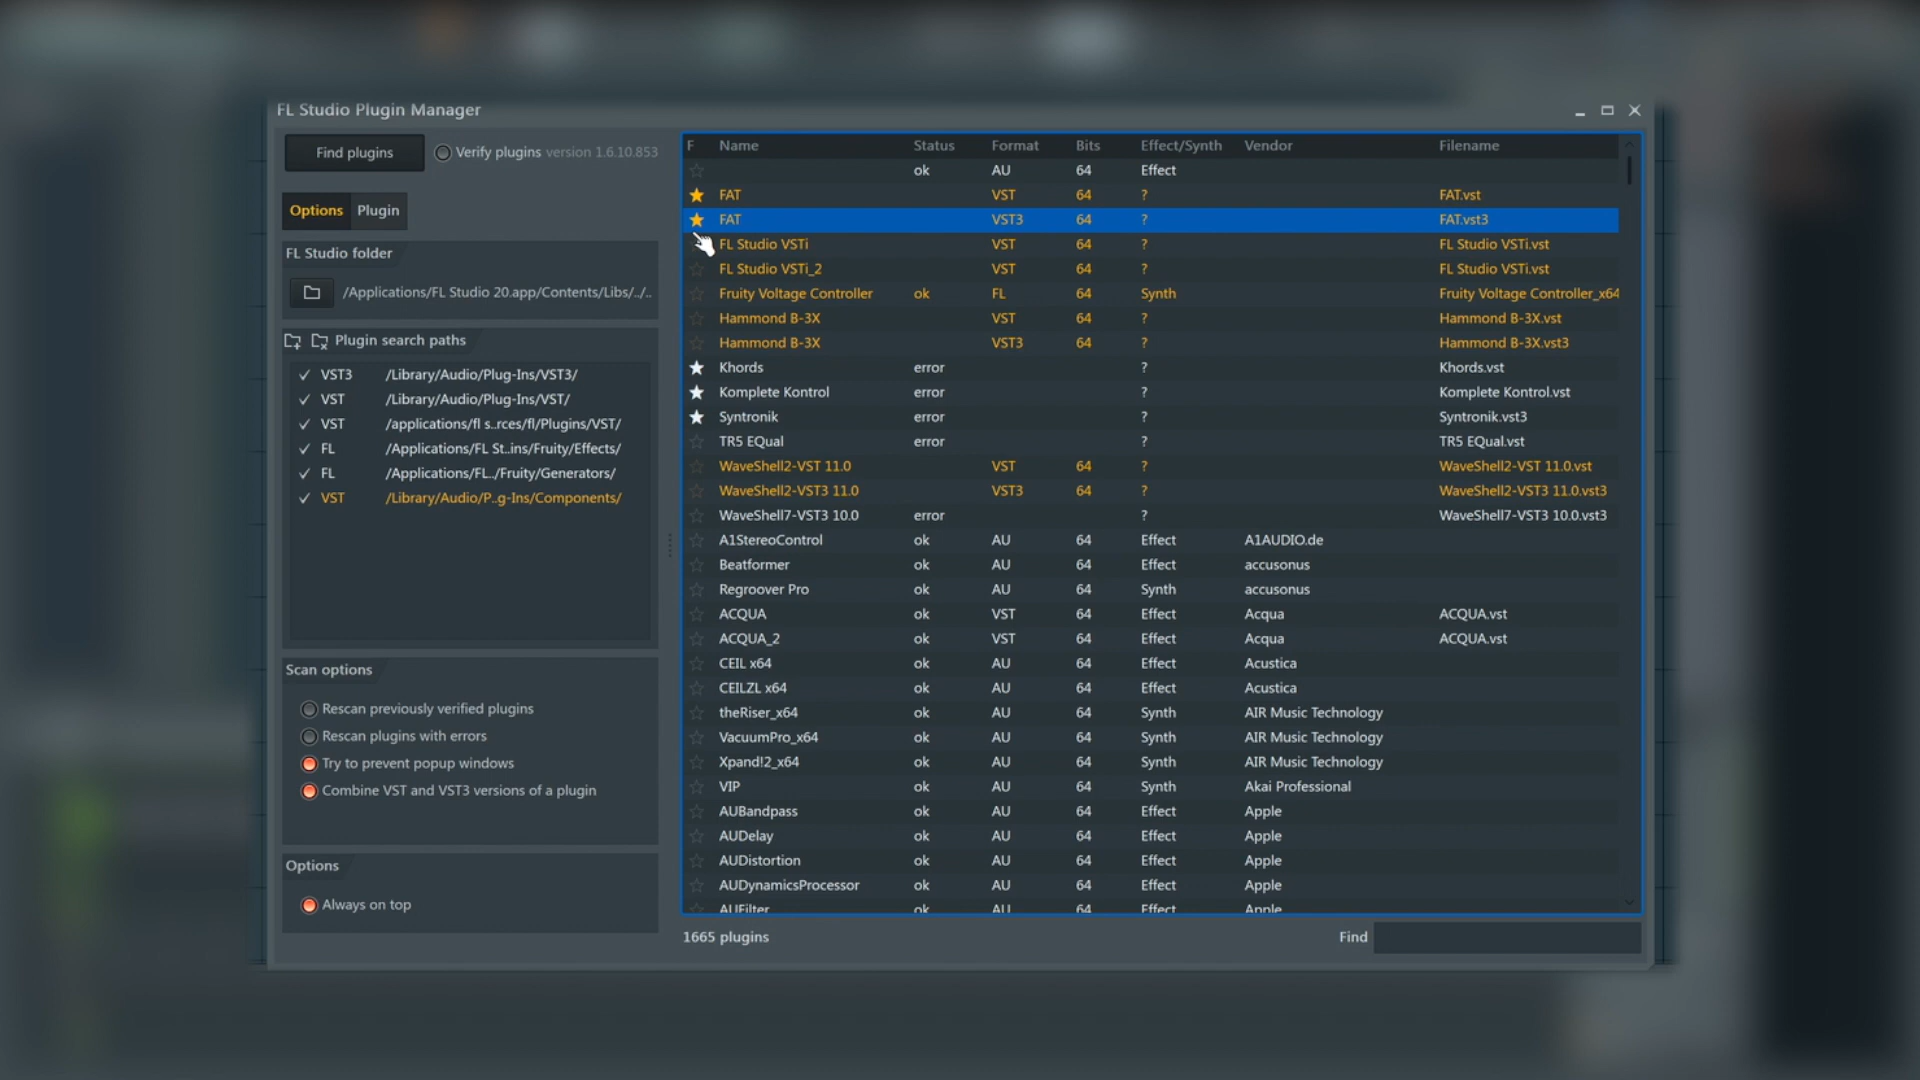 FL Studio Plugin Manager
Find plugins
Verify plugins version 1.6.10.853
Options Plugin
FL Studio folder
/Applications/FL Studio 20.app/Contents/Libs/../..
Plugin search paths
VST3 /Library/Audio/Plug-Ins/VST3/
VST /Library/Audio/Plug-Ins/VST/
VST /applications/fl s..rces/fl/Plugins/VST/
FL /Applications/FL St..ins/Fruity/Effects/
FL /Applications/FL../Fruity/Generators/
VST /Library/Audio/P..g-Ins/Components/
Scan options
Rescan previously verified plugins
Rescan plugins with errors
Try to prevent popup windows
Combine VST and VST3 versions of a plugin
Options
Always on top
F Name Status Format Bits Effect/Synth Vendor Filename
ok AU 64 Effect
FAT VST 64 ? FAT.vst
FAT VST3 64 ? FAT.vst3
FL Studio VSTi VST 64 ? FL Studio VSTi.vst
FL Studio VSTi_2 VST 64 ? FL Studio VSTi.vst
Fruity Voltage Controller ok FL 64 Synth Fruity Voltage Controller_x64
Hammond B-3X VST 64 ? Hammond B-3X.vst
Hammond B-3X VST3 64 ? Hammond B-3X.vst3
Khords error ? Khords.vst
Komplete Kontrol error ? Komplete Kontrol.vst
Syntronik error ? Syntronik.vst3
TR5 EQual error ? TR5 EQual.vst
WaveShell2-VST 11.0 VST 64 ? WaveShell2-VST 11.0.vst
WaveShell2-VST3 11.0 VST3 64 ? WaveShell2-VST3 11.0.vst3
WaveShell7-VST3 10.0 error ? WaveShell7-VST3 10.0.vst3
A1StereoControl ok AU 64 Effect A1AUDIO.de
Beatformer ok AU 64 Effect accusonus
Regroover Pro ok AU 64 Synth accusonus
ACQUA ok VST 64 Effect Acqua ACQUA.vst
ACQUA_2 ok VST 64 Effect Acqua ACQUA.vst
CEIL x64 ok AU 64 Effect Acustica
CEILZL x64 ok AU 64 Effect Acustica
theRiser_x64 ok AU 64 Synth AIR Music Technology
VacuumPro_x64 ok AU 64 Synth AIR Music Technology
Xpand!2_x64 ok AU 64 Synth AIR Music Technology
VIP ok AU 64 Synth Akai Professional
AUBandpass ok AU 64 Effect Apple
AUDelay ok AU 64 Effect Apple
AUDistortion ok AU 64 Effect Apple
AUDynamicsProcessor ok AU 64 Effect Apple
AUFilter ok AU 64 Effect Apple
1665 plugins
Find